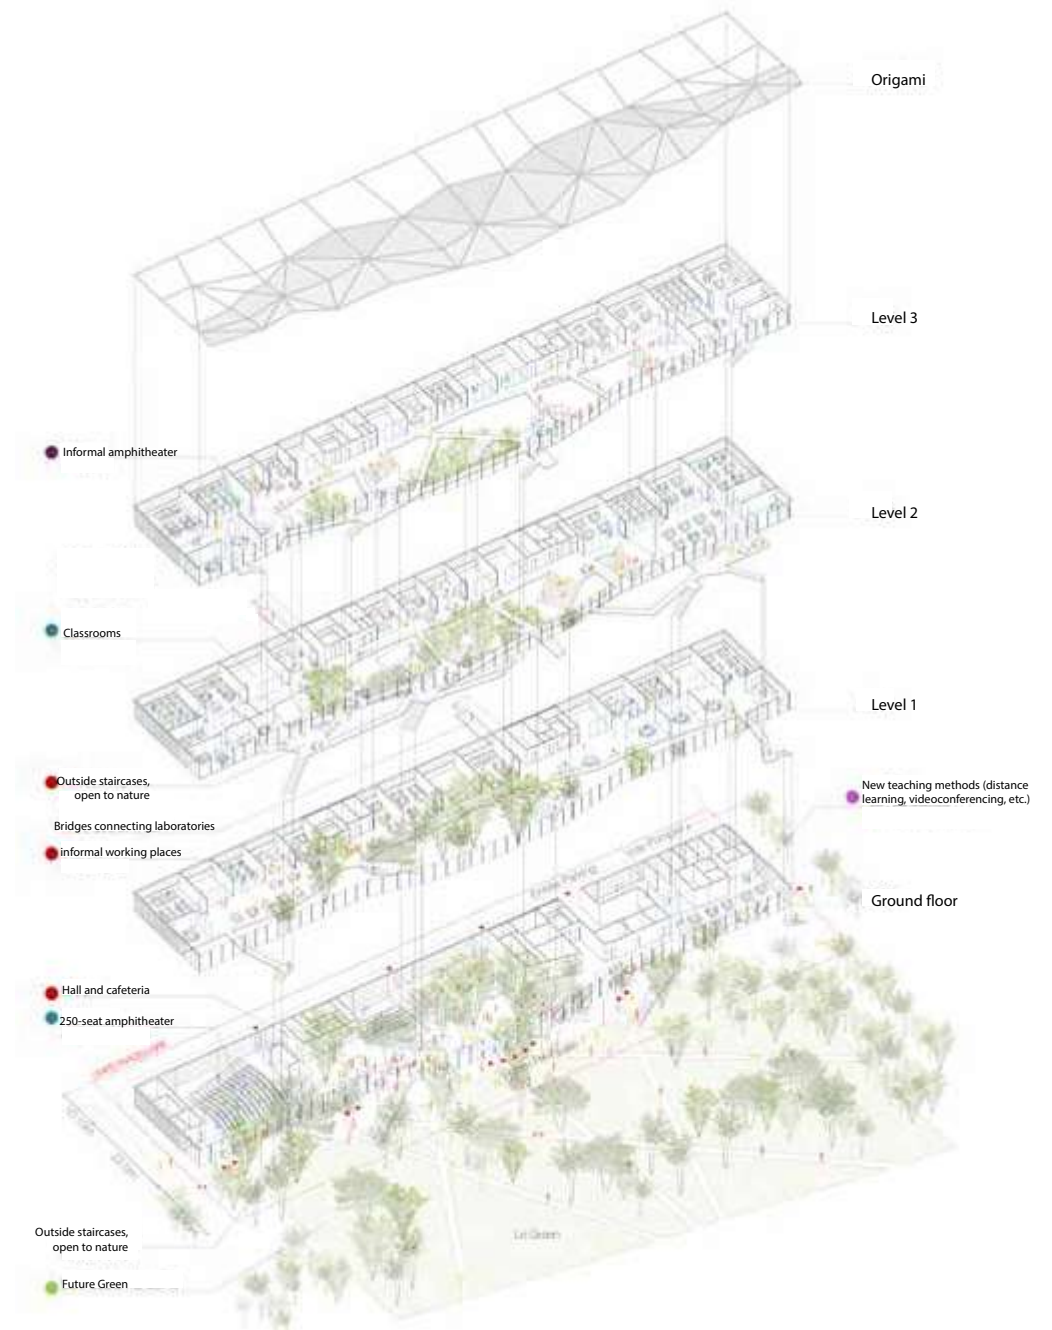 Origami
Level 3
Informal amphitheater
Level 2
Classrooms
Level 1
Outside staircases,
open to nature
New teaching methods (distance
learning, videoconferencing, etc.)
Bridges connecting laboratories
informal working places
Ground floor
Hall and cafeteria
250-seat amphitheater
Outside staircases,
open to nature
Le Green
Future Green